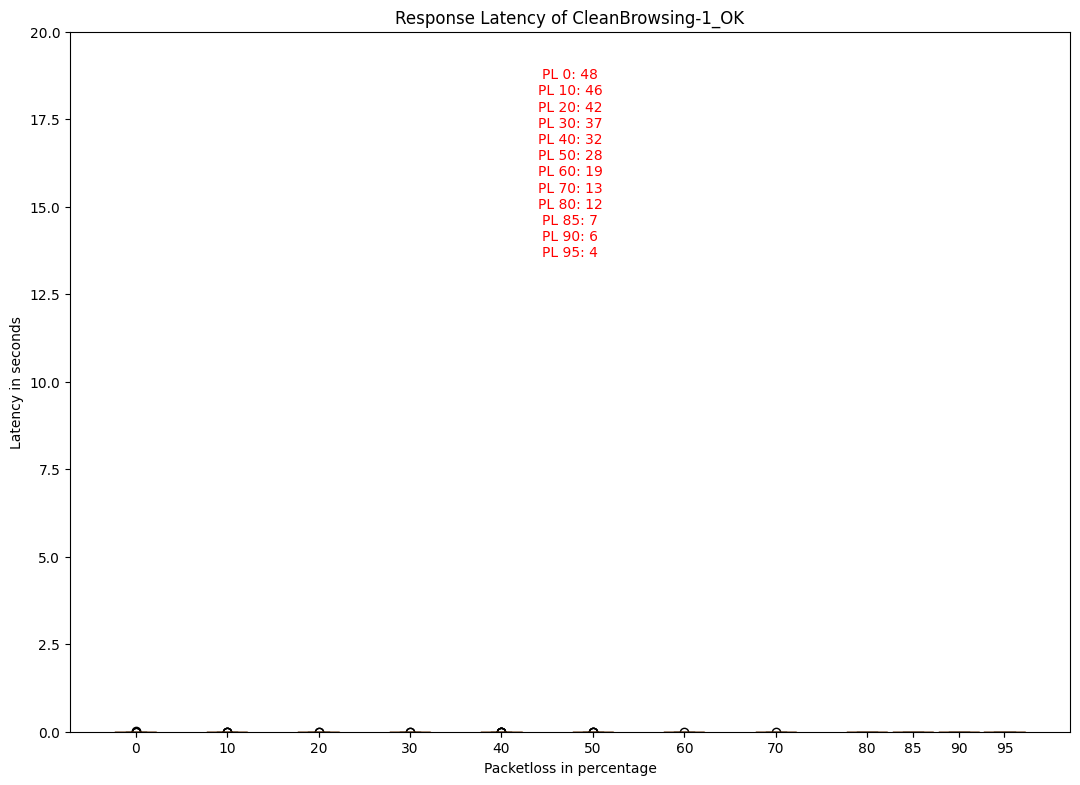 Response Latency of CleanBrowsing-1_OK
20.0
17.5
15.0
12.5
10.0
7.5
5.0
2.5
0.0
Latency in seconds
PL 0: 48
PL 10: 46
PL 20: 42
PL 30: 37
PL 40: 32
PL 50: 28
PL 60: 19
PL 70: 13
PL 80: 12
PL 85: 7
PL 90: 6
PL 95: 4
0 10 20 30 40 50 60 70 80 85 90 95
Packetloss in percentage